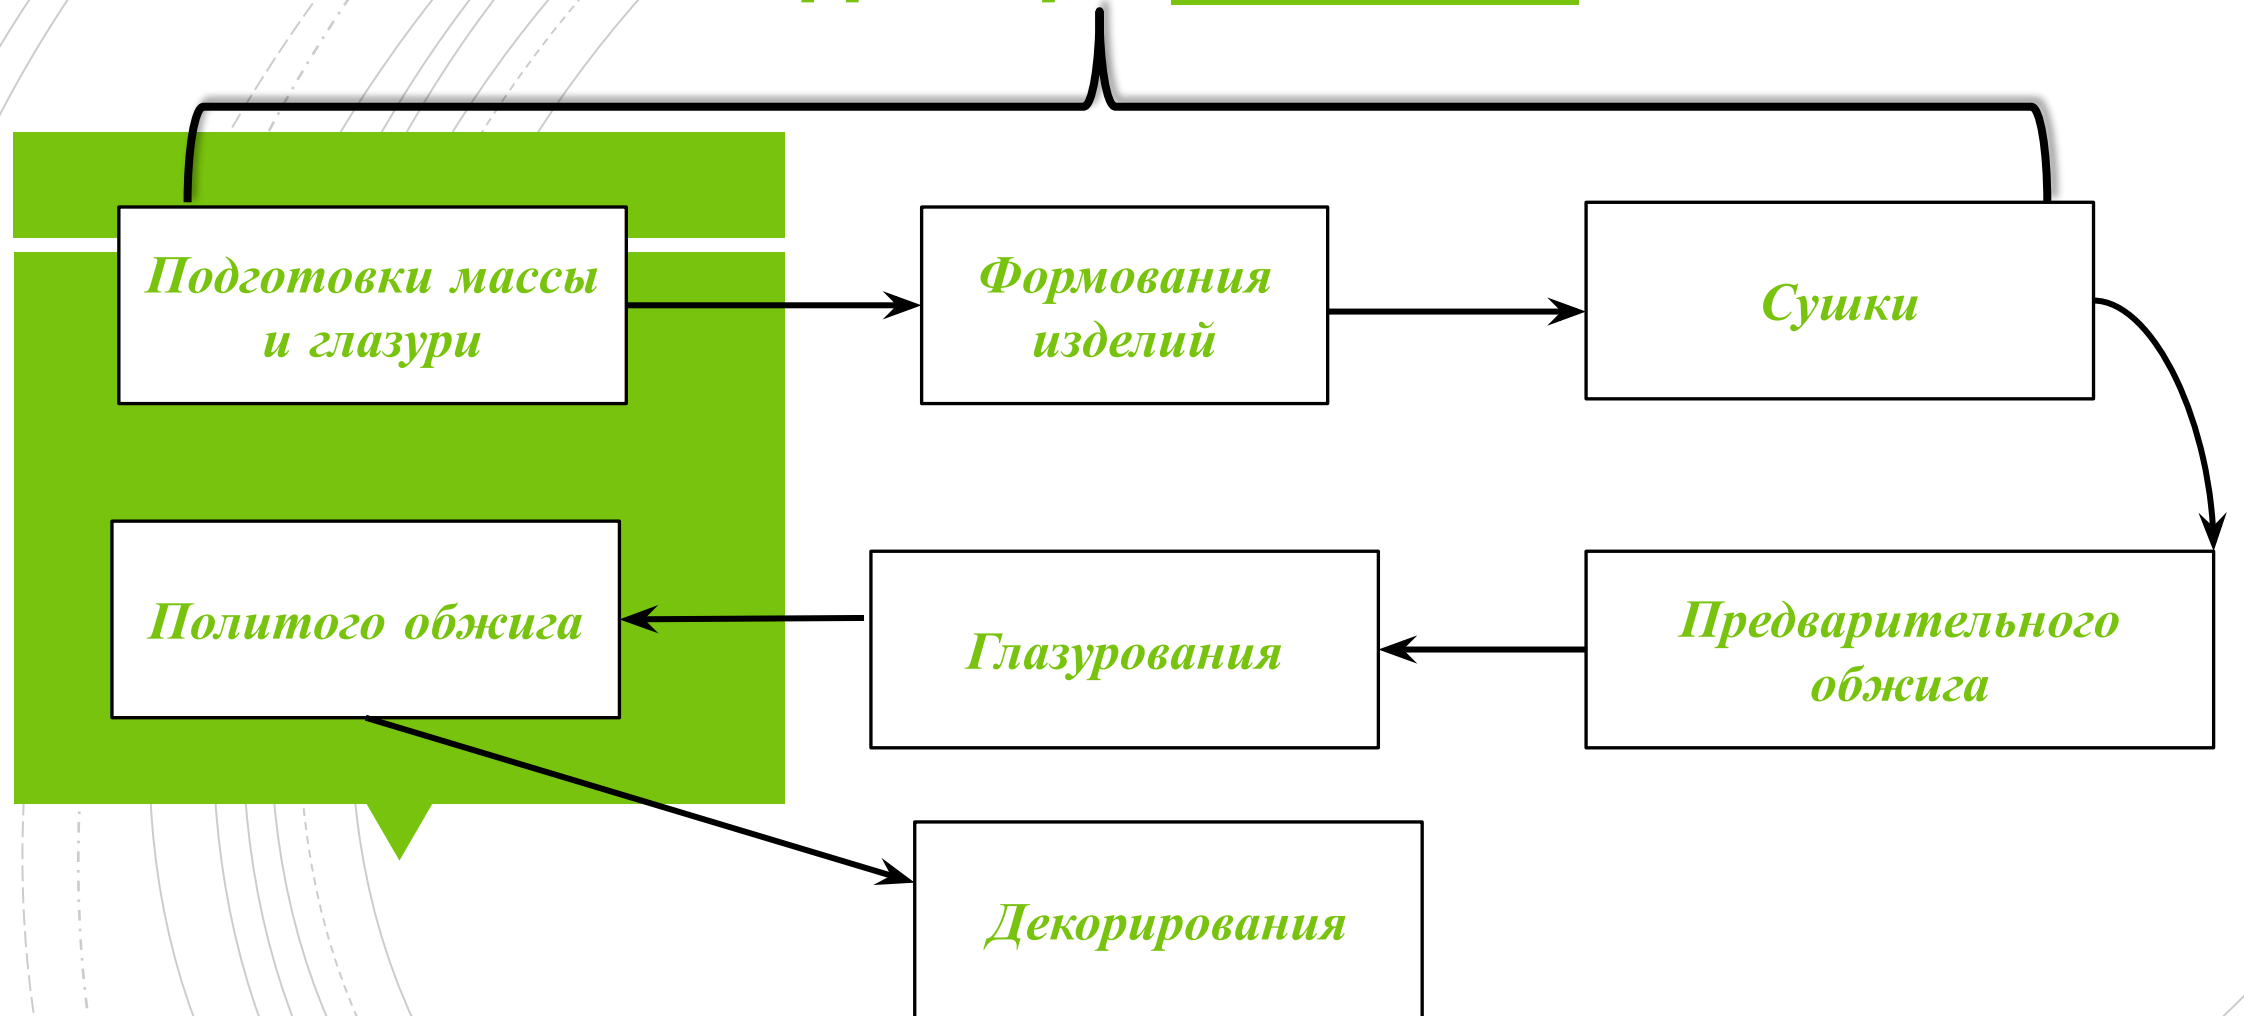 Подготовки массы
и глазури
Формования
изделий
Сушки
Политого обжига
Глазурования
Предварительного
обжига
Декорирования